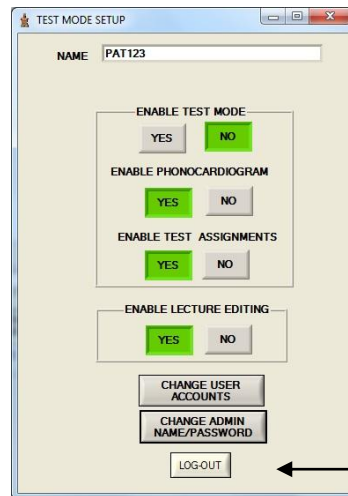 TEST MODE SETUP
NAME PAT123
ENABLE TEST MODE
YES NO
ENABLE PHONOCARDIOGRAM
YES NO
ENABLE TEST ASSIGNMENTS
YES NO
ENABLE LECTURE EDITING
YES NO
CHANGE USER
ACCOUNTS
CHANGE ADMIN
NAME/PASSWORD
LOG-OUT